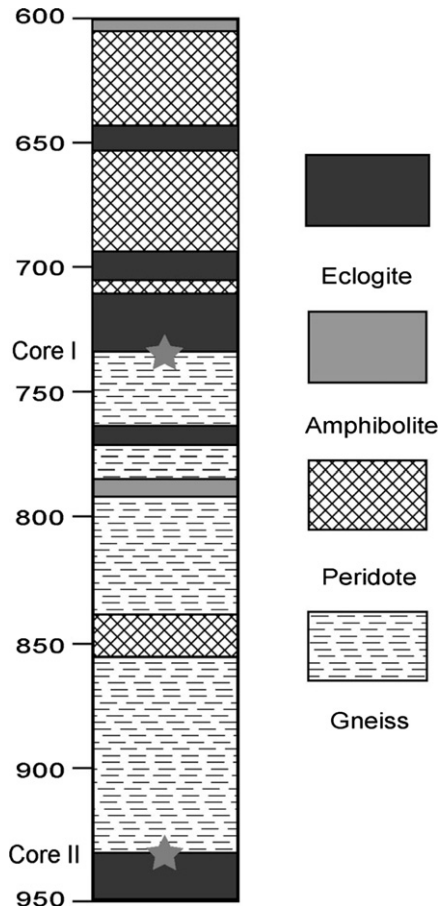 600
650
700
Core I
750
800
850
900
Core II
950
Eclogite
Amphibolite
Peridote
Gneiss